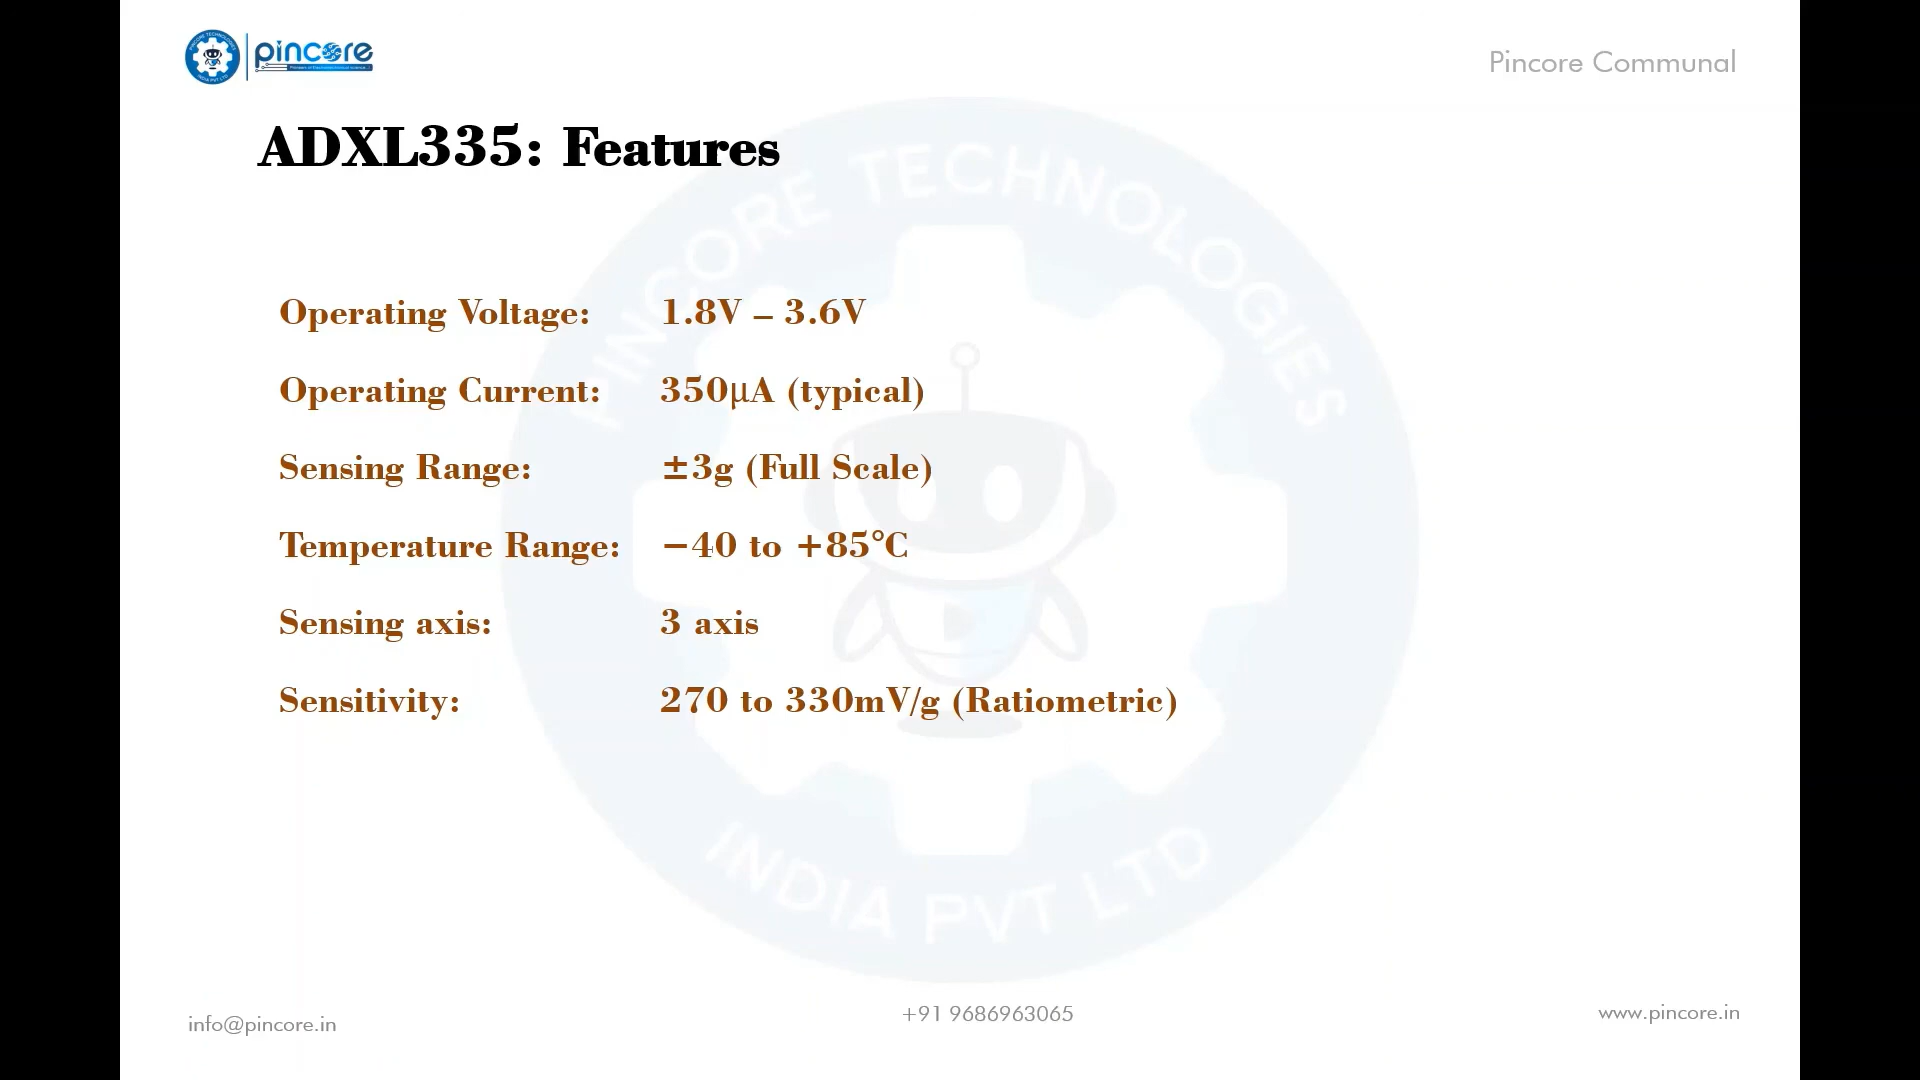 pincore
Pincore Communal
ADXL335: Features
PINCORE TECHNOLOGIES
Operating Voltage: 1.8V – 3.6V
Operating Current: 350µA (typical)
Sensing Range: ±3g (Full Scale)
Temperature Range: −40 to +85°C
Sensing axis: 3 axis
Sensitivity: 270 to 330mV/g (Ratiometric)
INDIA PVT LTD
info@pincore.in
+91 9686963065
www.pincore.in